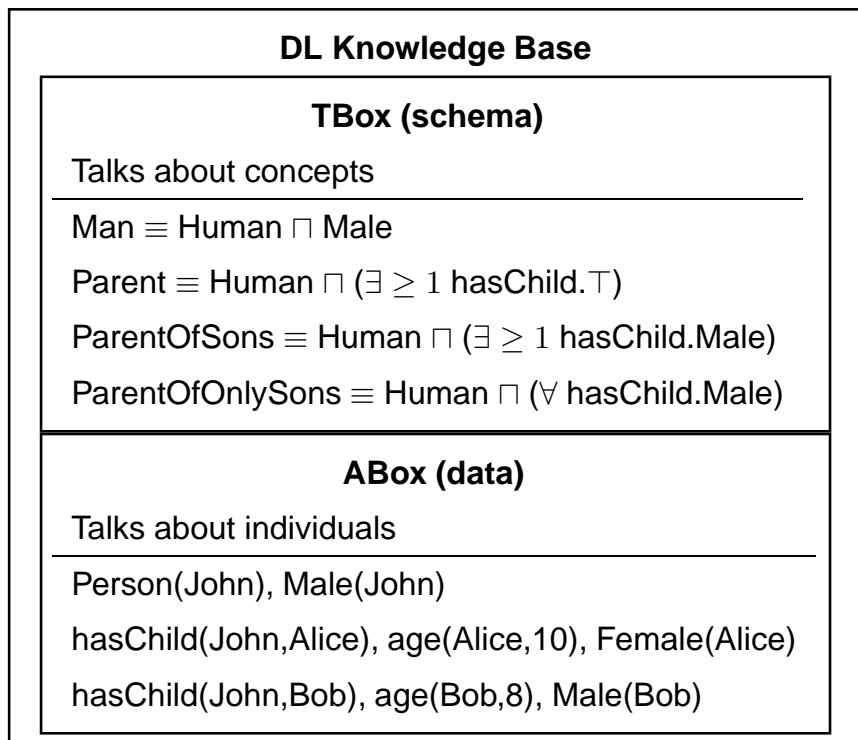 DL Knowledge Base
TBox (schema)
Talks about concepts
Man ≡ Human ⊓ Male
Parent ≡ Human ⊓ (∃ ≥ 1 hasChild.⊤)
ParentOfSons ≡ Human ⊓ (∃ ≥ 1 hasChild.Male)
ParentOfOnlySons ≡ Human ⊓ (∀ hasChild.Male)
ABox (data)
Talks about individuals
Person(John), Male(John)
hasChild(John,Alice), age(Alice,10), Female(Alice)
hasChild(John,Bob), age(Bob,8), Male(Bob)